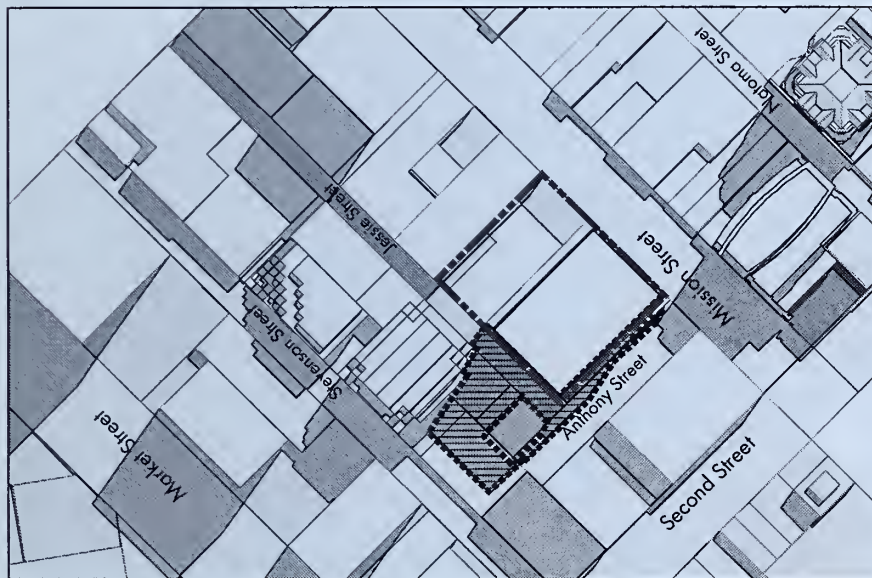 Natoma Street
Jessie Street
Mission Street
Stevenson Street
Anthony Street
Market Street
Second Street